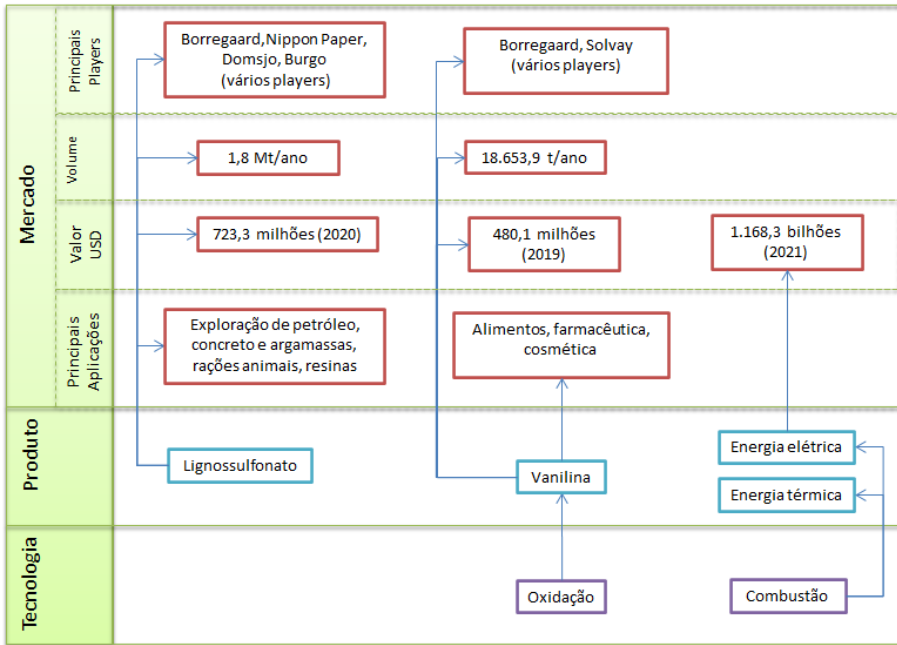 Mercado
Principais
Players
Borregaard,Nippon Paper,
Domsjo, Burgo
(vários players)
Borregaard, Solvay
(vários players)
Volume
1,8 Mt/ano
18.653,9 t/ano
Valor
USD
723,3 milhões (2020)
480,1 milhões
(2019)
1.168,3 bilhões
(2021)
Principais
Aplicações
Exploração de petróleo,
concreto e argamassas,
rações animais, resinas
Alimentos, farmacêutica,
cosmética
Produto
Lignossulfonato
Vanilina
Energia elétrica
Energia térmica
Tecnologia
Oxidação
Combustão